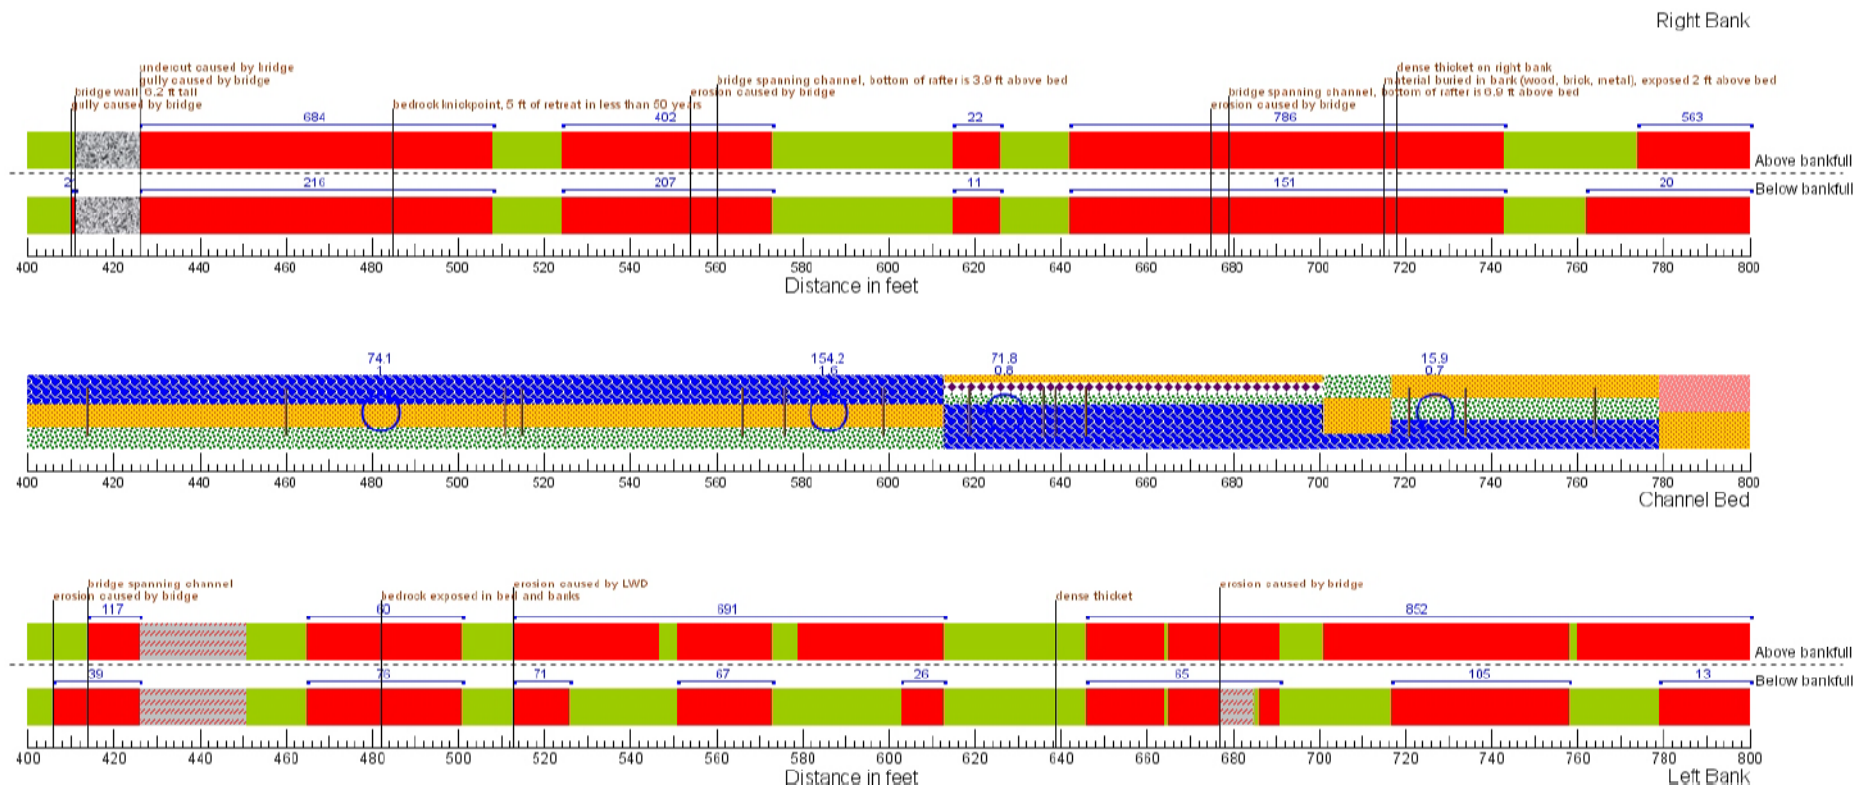 Right Bank
undercut caused by bridge
dense thicket on right bank
gully caused by bridge
bridge spanning channel, bottom of rafter is 3.9 ft above bed
material buried in bank (wood, brick, metal), exposed 2 ft above bed
bridge wall 6.2 ft tall
erosion caused by bridge
bridge spanning channel, bottom of rafter is 6.9 ft above bed
gully caused by bridge
bedrock knickpoint, 5 ft of retreat in less than 50 years
erosion caused by bridge
684 402 22 786 563
Above bankfull
2 216 207 11 151 20
Below bankfull
400 420 440 460 480 500 520 540 560 580 600 620 640 660 680 700 720 740 760 780 800
Distance in feet
74.1 154.2 71.8 15.9
1 1.6 0.8 0.7
400 420 440 460 480 500 520 540 560 580 600 620 640 660 680 700 720 740 760 780 800
Channel Bed
bridge spanning channel
erosion caused by LWD
erosion caused by bridge
erosion caused by bridge
bedrock exposed in bed and banks
dense thicket
117 60 691 852
Above bankfull
39 76 71 67 26 65 105 13
Below bankfull
400 420 440 460 480 500 520 540 560 580 600 620 640 660 680 700 720 740 760 780 800
Distance in feet
Left Bank